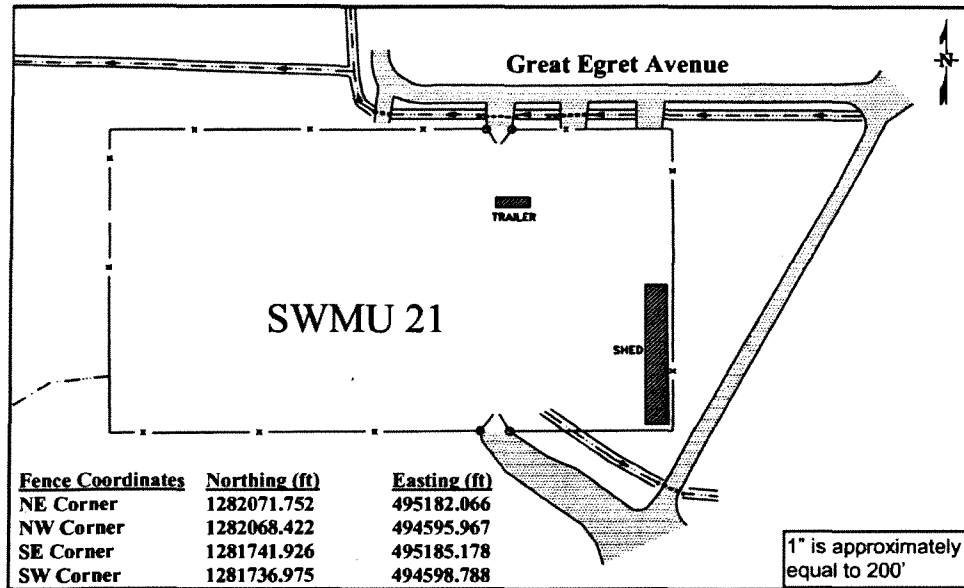 Great Egret Avenue
N
TRAILER
SWMU 21
SHED
Fence Coordinates Northing (ft) Easting (ft)
NE Corner 1282071.752 495182.066
NW Corner 1282068.422 494595.967
SE Corner 1281741.926 495185.178
SW Corner 1281736.975 494598.788
1" is approximately
equal to 200'